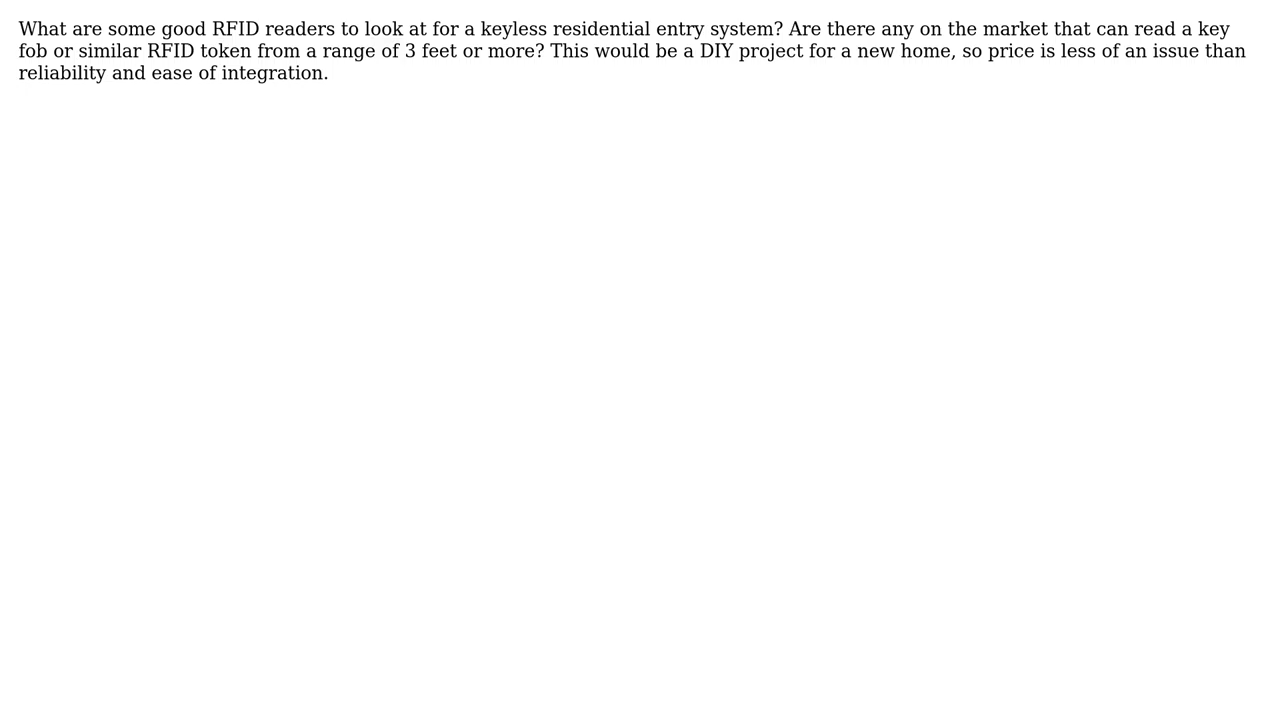 What are some good RFID readers to look at for a keyless residential entry system? Are there any on the market that can read a key
fob or similar RFID token from a range of 3 feet or more? This would be a DIY project for a new home, so price is less of an issue than
reliability and ease of integration.